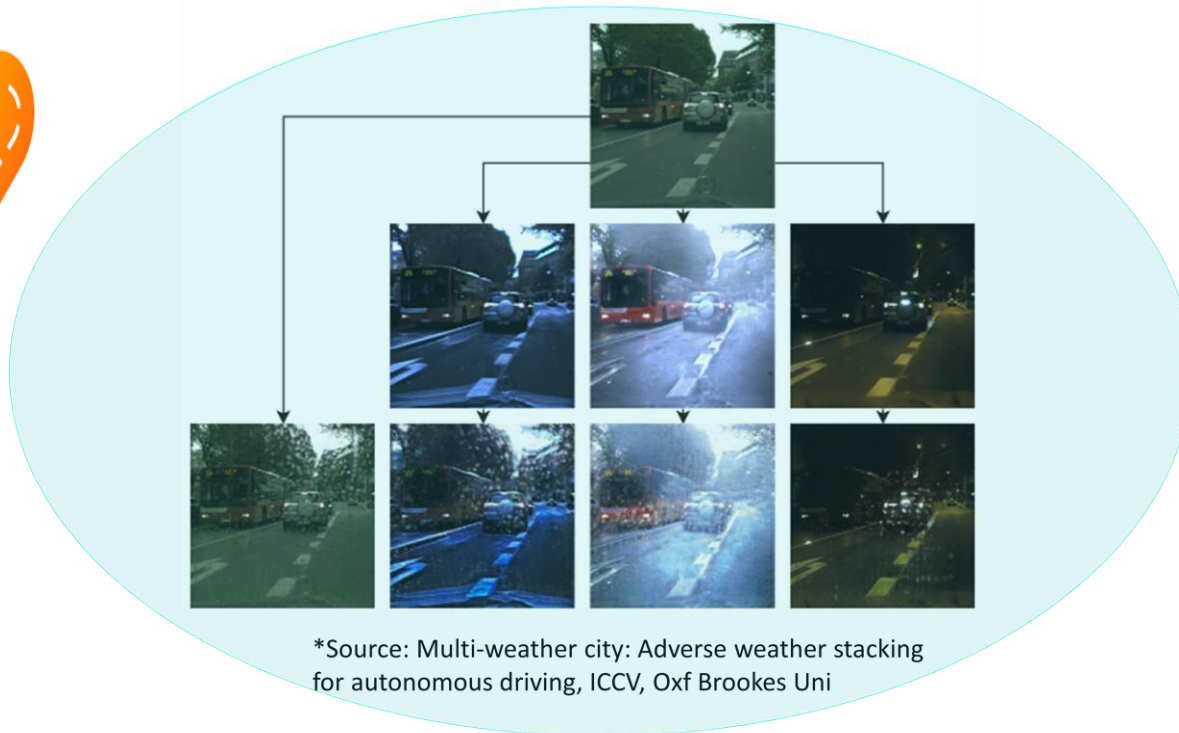 *Source: Multi-weather city: Adverse weather stacking
for autonomous driving, ICCV, Oxf Brookes Uni